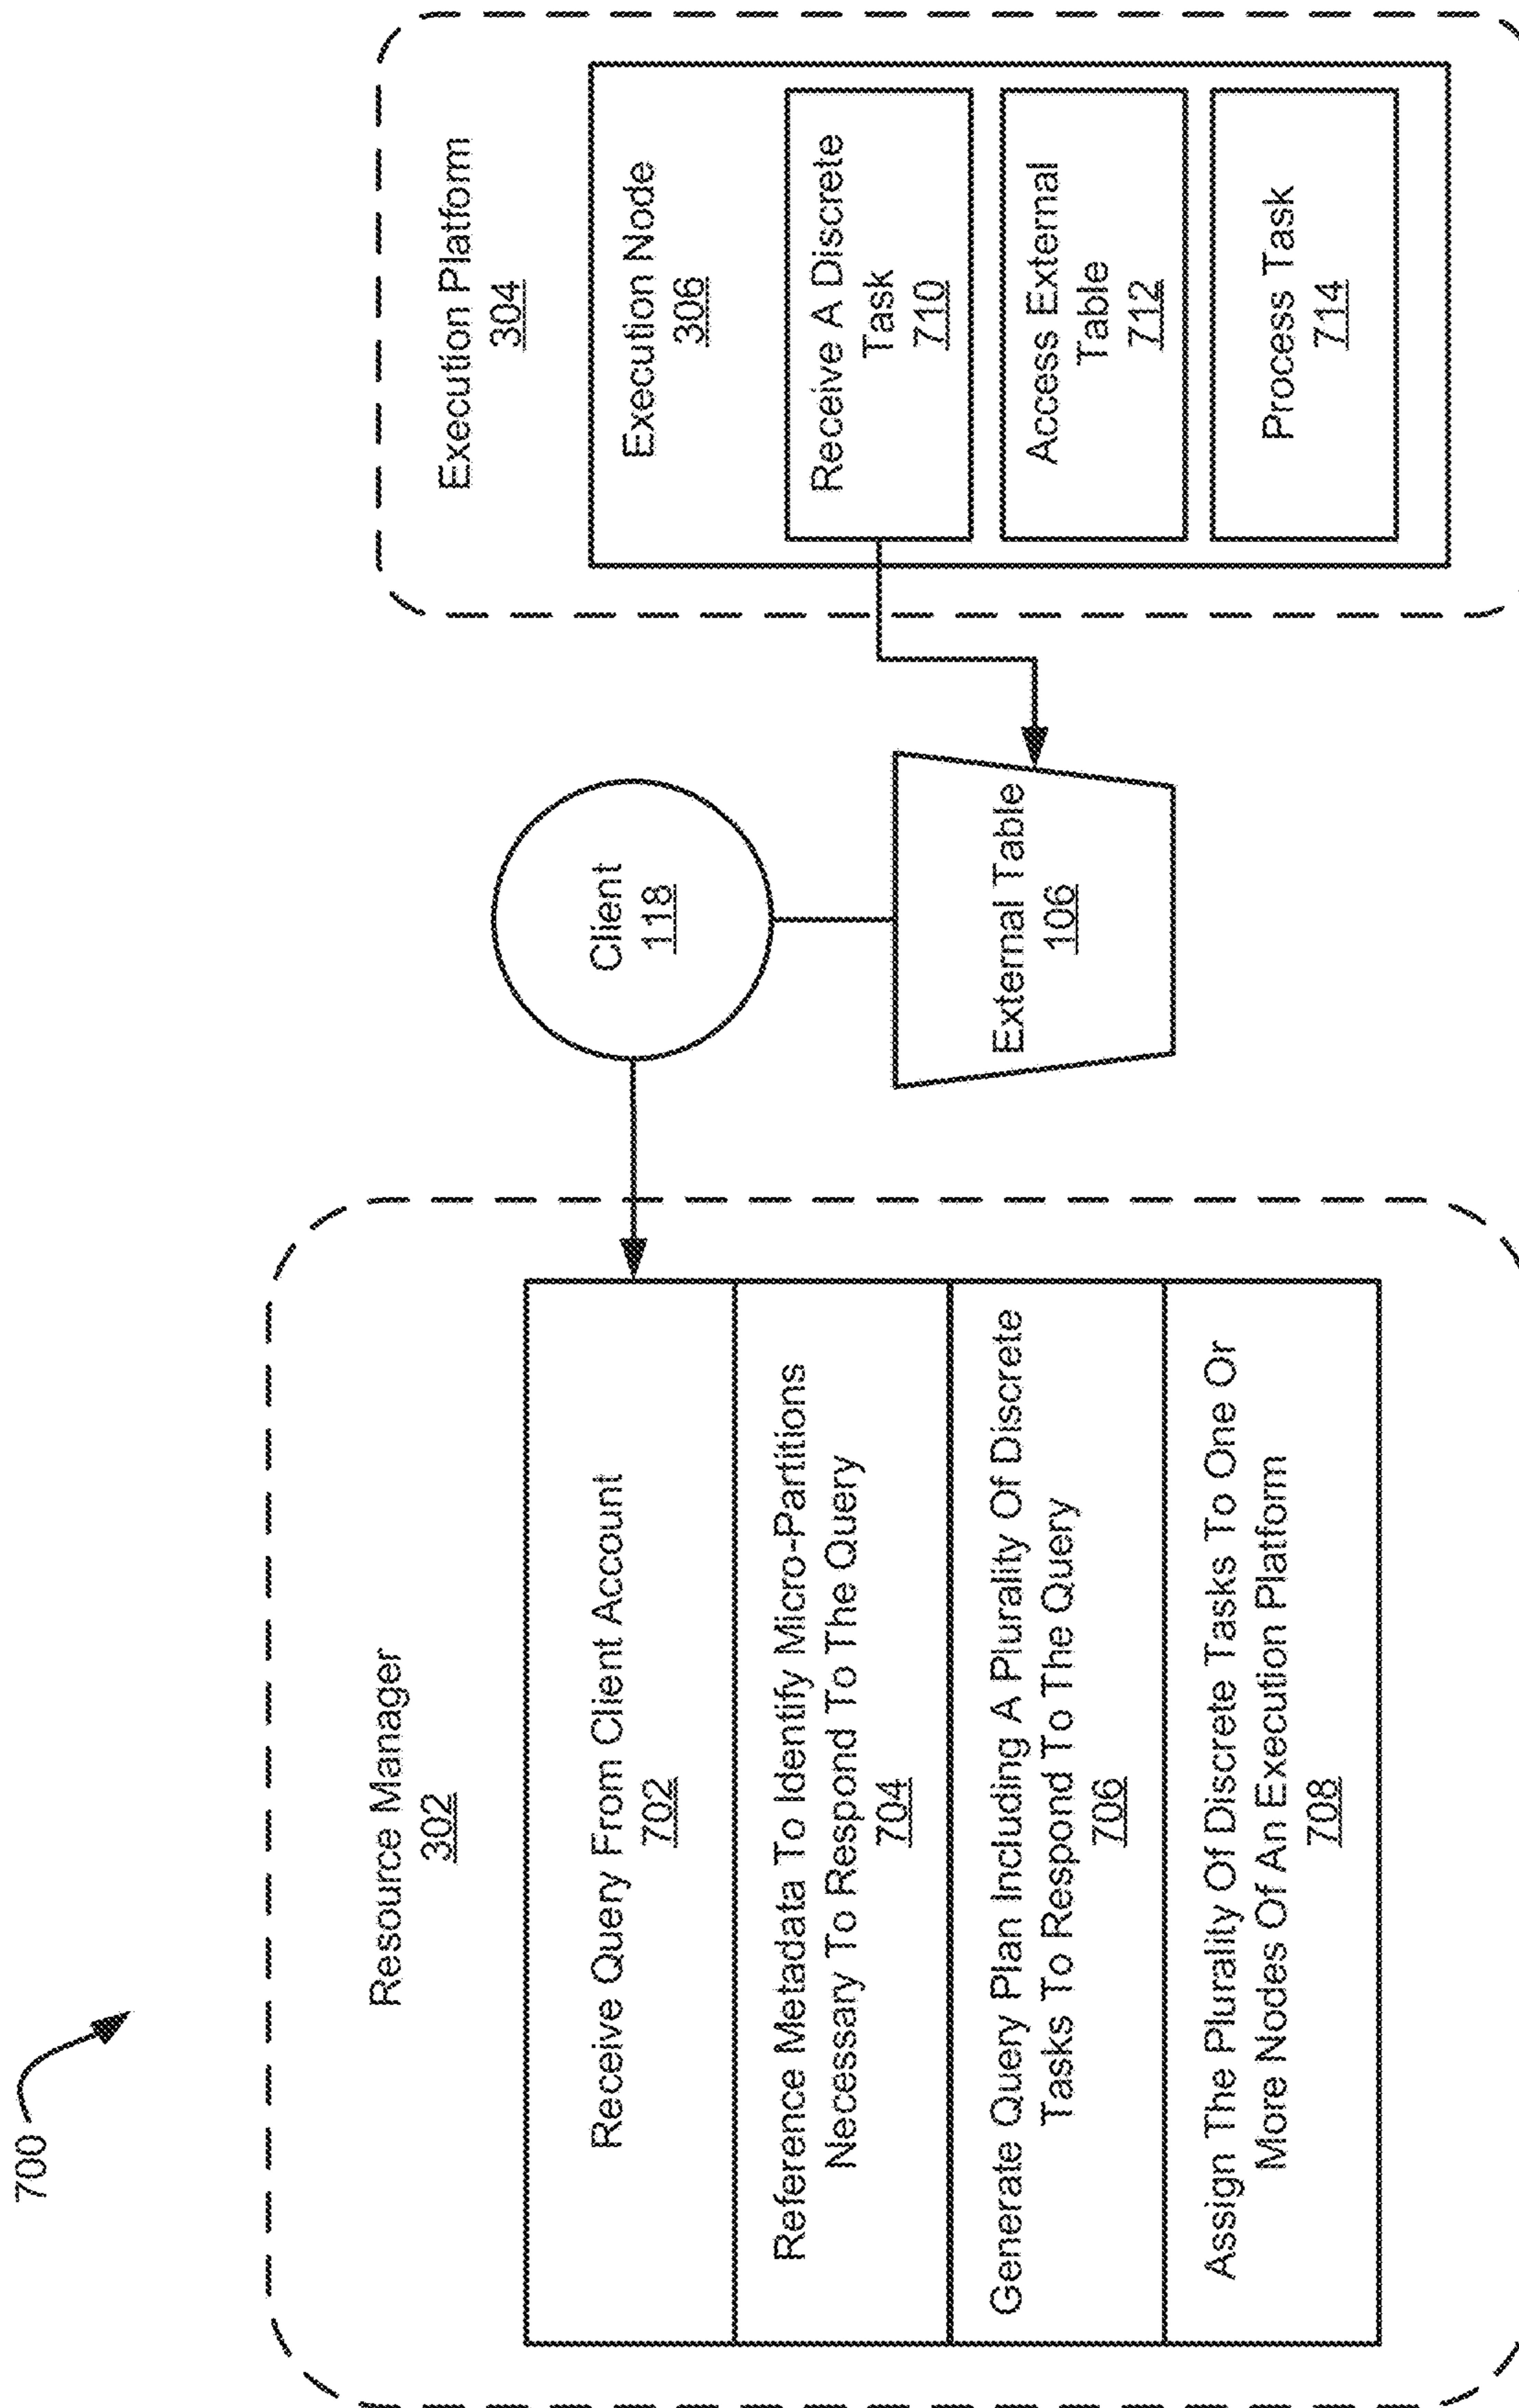 700
Resource Manager
302
Receive Query From Client Account
702
Reference Metadata To Identify Micro-Partitions
Necessary To Respond To The Query
704
Generate Query Plan Including A Plurality Of Discrete
Tasks To Respond To The Query
706
Assign The Plurality Of Discrete Tasks To One Or
More Nodes Of An Execution Platform
708
Client
118
External Table
106
Execution Platform
304
Execution Node
306
Receive A Discrete
Task
710
Access External
Table
712
Process Task
714